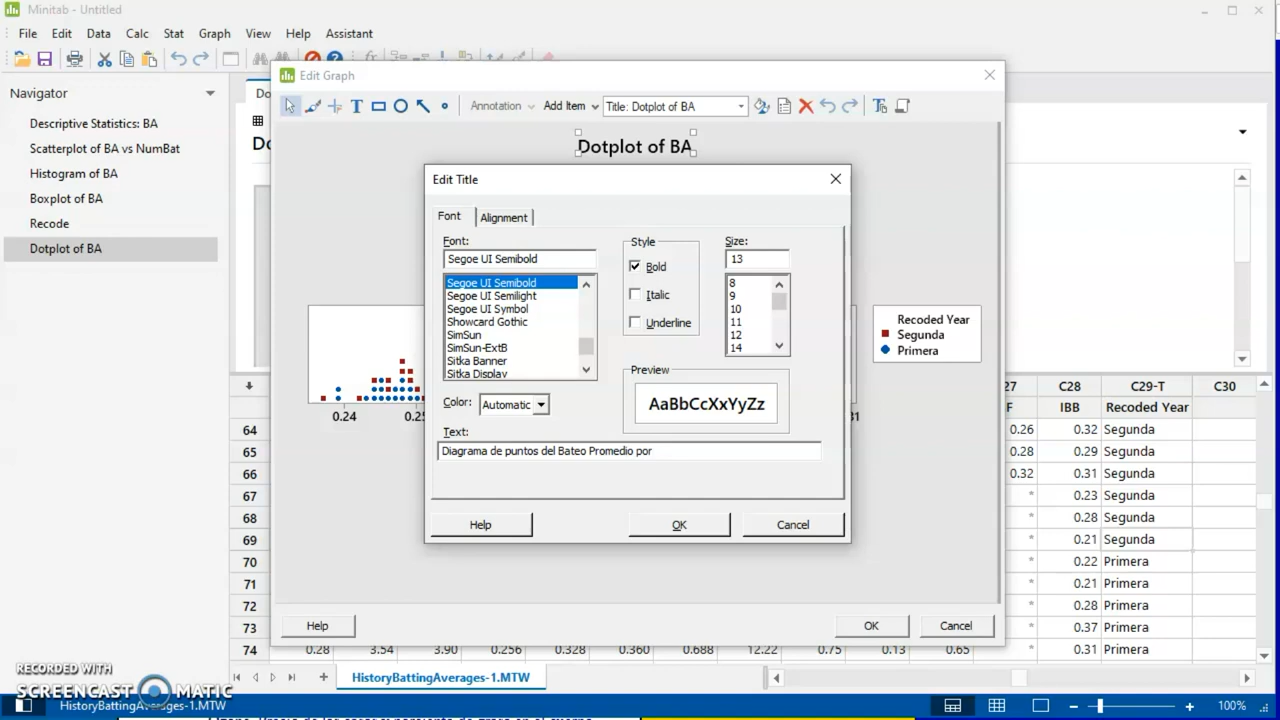 Minitab - Untitled
File Edit Data Calc Stat Graph View Help Assistant
Navigator
Descriptive Statistics: BA
Scatterplot of BA vs NumBat
Histogram of BA
Boxplot of BA
Recode
Dotplot of BA
Edit Graph
Annotation Add Item Title: Dotplot of BA
Dotplot of BA
Edit Title
Font Alignment
Font:
Segoe UI Semibold
Segoe UI Semibold
Segoe UI Semilight
Segoe UI Symbol
Showcard Gothic
SimSun
SimSun-ExtB
Sitka Banner
Sitka Display
Style
Bold
Italic
Underline
Size:
13
8
9
10
11
12
14
Color: Automatic
Preview
AaBbCcXxYyZz
Text:
Diagrama de puntos del Bateo Promedio por
Help OK Cancel
Recoded Year
Segunda
Primera
0.24
Help OK Cancel
C28 C29-T C30
IBB Recoded Year
64 0.26 0.32 Segunda
65 0.28 0.29 Segunda
66 0.32 0.31 Segunda
67 * 0.23 Segunda
68 * 0.28 Segunda
69 * 0.21 Segunda
70 * 0.22 Primera
71 * 0.21 Primera
72 * 0.28 Primera
73 * 0.37 Primera
74 0.28 3.54 3.90 0.256 0.328 0.360 0.688 12.22 0.75 0.13 0.65 * 0.31 Primera
HistoryBattingAverages-1.MTW
RECORDED WITH
SCREENCAST MATIC
HistoryBattingAverages-1.MTW
100%